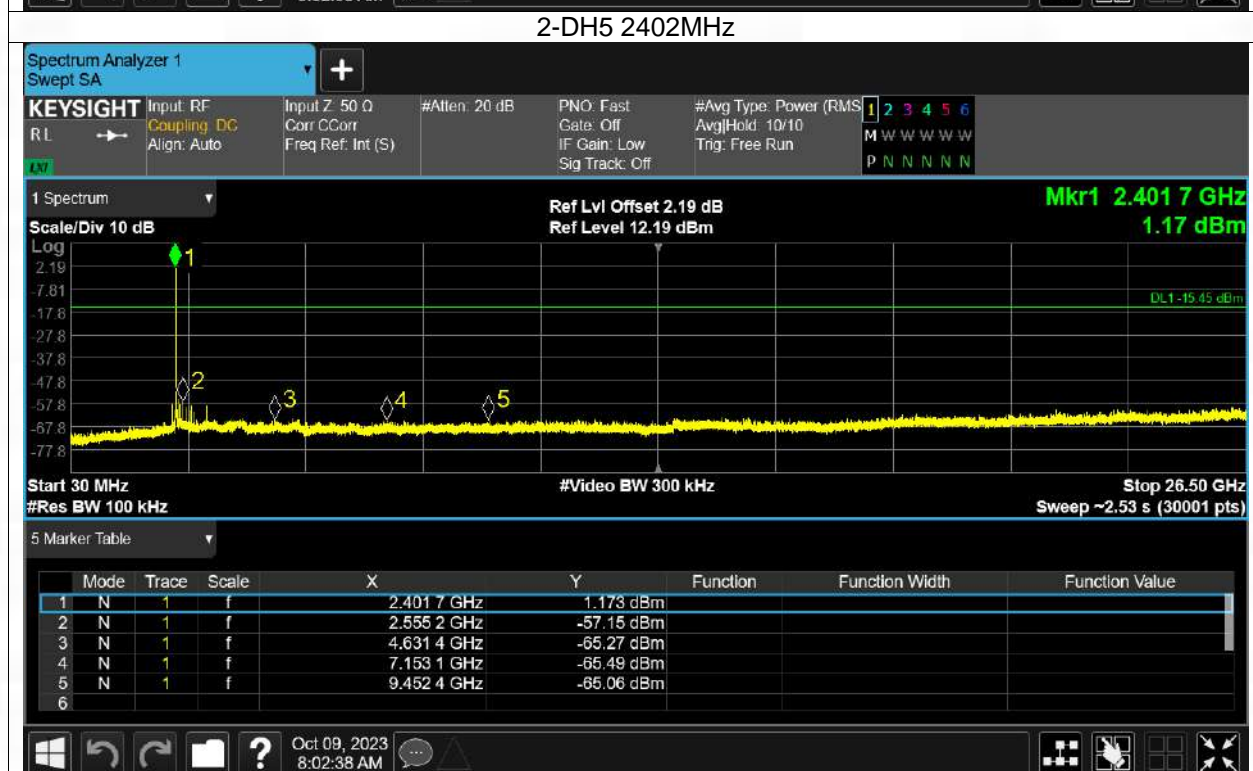 2-DH5 2402MHz
Spectrum Analyzer 1
Swept SA
KEYSIGHT
RL
LXI
Input: RF
Coupling: DC
Align: Auto
Input Z: 50 Ω
Corr CCorr
Freq Ref: Int (S)
#Atten: 20 dB
PNO: Fast
Gate: Off
IF Gain: Low
Sig Track: Off
#Avg Type: Power (RMS
Avg|Hold: 10/10
Trig: Free Run
1 2 3 4 5 6
M W W W W W
P N N N N N
1 Spectrum
Scale/Div 10 dB
Ref Lvl Offset 2.19 dB
Ref Level 12.19 dBm
Mkr1 2.401 7 GHz
1.17 dBm
Log
2.19
-7.81
-17.8
-27.8
-37.8
-47.8
-57.8
-67.8
-77.8
1
2
3
4
5
DL1 -15.45 dBm
Start 30 MHz
#Video BW 300 kHz
Stop 26.50 GHz
#Res BW 100 kHz
Sweep ~2.53 s (30001 pts)
5 Marker Table
Mode Trace Scale X Y Function Function Width Function Value
1 N 1 f 2.401 7 GHz 1.173 dBm
2 N 1 f 2.555 2 GHz -57.15 dBm
3 N 1 f 4.631 4 GHz -65.27 dBm
4 N 1 f 7.153 1 GHz -65.49 dBm
5 N 1 f 9.452 4 GHz -65.06 dBm
6
Oct 09, 2023
8:02:38 AM